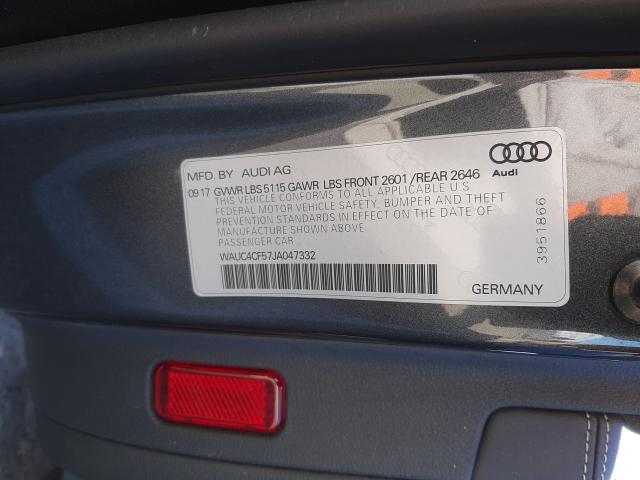 MFD. BY AUDI AG
09 17 GVWR LBS 5115 GAWR LBS FRONT 2601 /REAR 2646
THIS VEHICLE CONFORMS TO ALL APPLICABLE U S
FEDERAL MOTOR VEHICLE SAFETY, BUMPER AND THEFT
PREVENTION STANDARDS IN EFFECT ON THE DATE OF
MANUFACTURE SHOWN ABOVE
PASSENGER CAR
WAUC4CF57JA047332
Audi
3951866
GERMANY